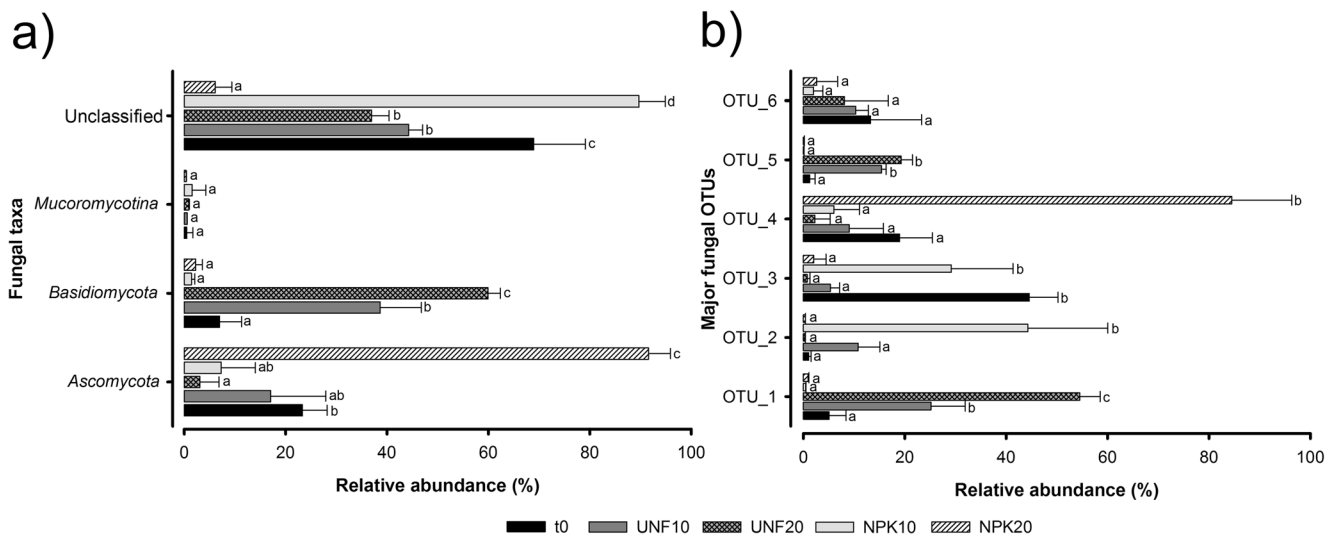 a)
Fungal taxa
Unclassified
a
d
b
b
c
Mucoromycotina
a
a
a
a
a
Basidiomycota
a
a
c
b
a
Ascomycota
c
ab
a
ab
b
0 20 40 60 80 100
Relative abundance (%)
b)
Major fungal OTUs
OTU_6
a
a
a
a
a
OTU_5
a
a
b
b
a
OTU_4
b
a
a
a
a
OTU_3
a
b
a
a
b
OTU_2
a
b
a
a
a
OTU_1
a
a
c
b
a
0 20 40 60 80 100
Relative abundance (%)
t0 UNF10 UNF20 NPK10 NPK20